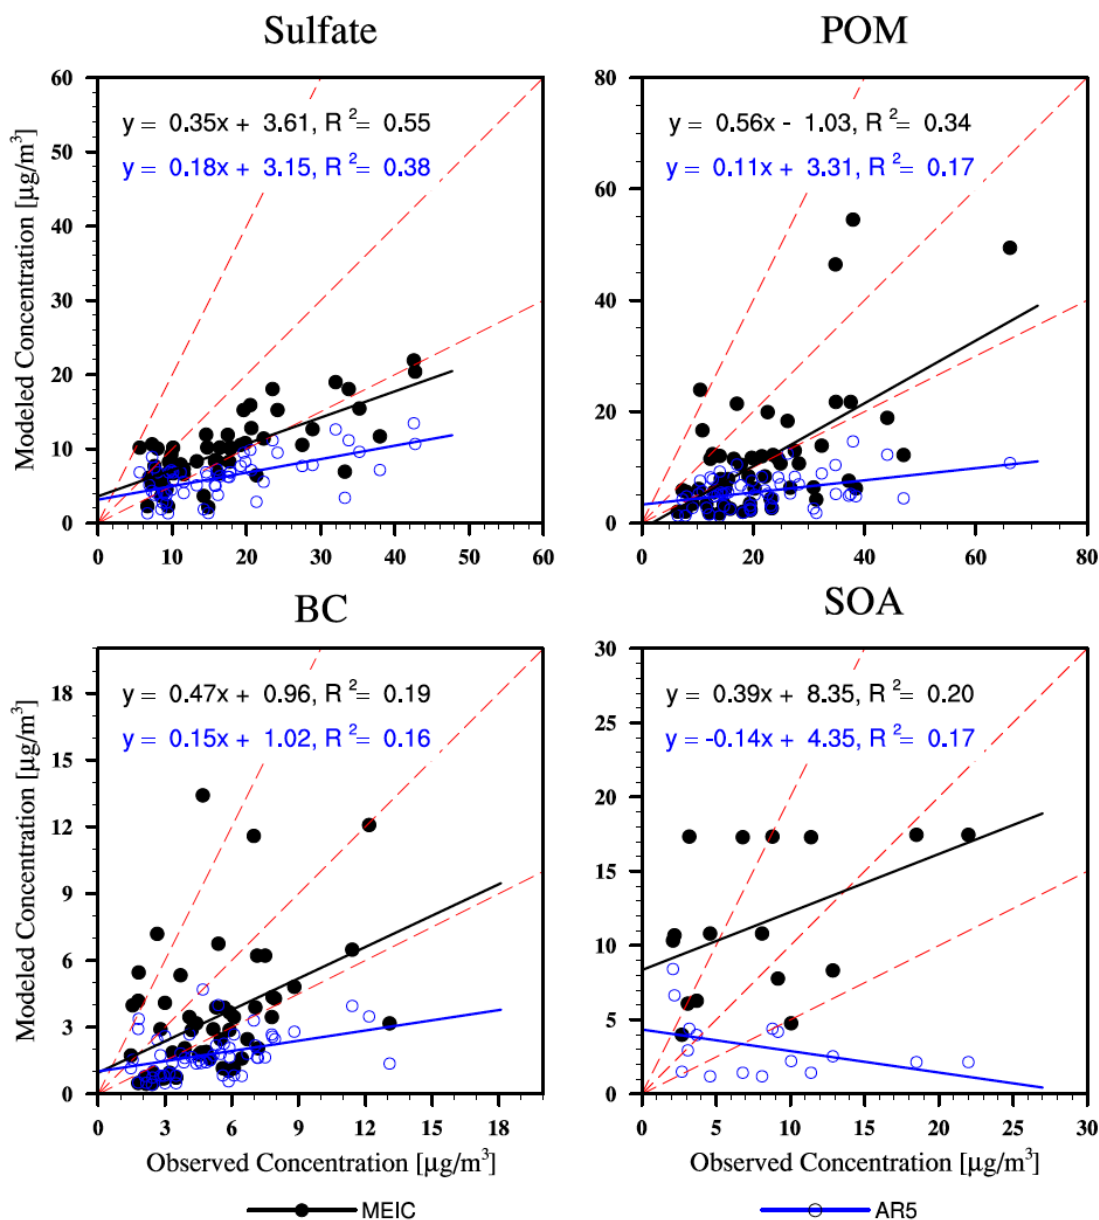 Sulfate
POM
Modeled Concentration [μg/m³]
60
50
40
30
20
10
0
y = 0.35x + 3.61, R ²= 0.55
y = 0.18x + 3.15, R ²= 0.38
0 10 20 30 40 50 60
80
60
40
20
0
y = 0.56x - 1.03, R ²= 0.34
y = 0.11x + 3.31, R ²= 0.17
0 20 40 60 80
BC
SOA
Modeled Concentration [μg/m³]
18
15
12
9
6
3
0
y = 0.47x + 0.96, R ²= 0.19
y = 0.15x + 1.02, R ²= 0.16
0 3 6 9 12 15 18
Observed Concentration [μg/m³]
30
25
20
15
10
5
0
y = 0.39x + 8.35, R ²= 0.20
y = -0.14x + 4.35, R ²= 0.17
0 5 10 15 20 25 30
Observed Concentration [μg/m³]
MEIC
AR5